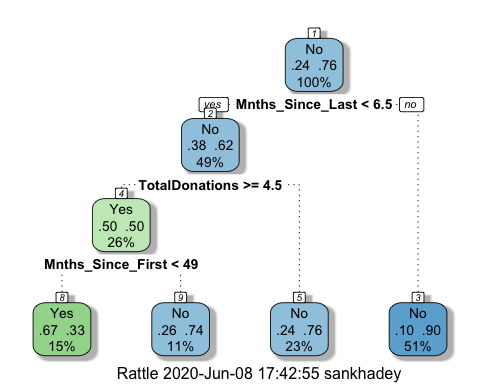 1
No
.24 .76
100%
yes Mnths_Since_Last < 6.5 no
2
No
.38 .62
49%
TotalDonations >= 4.5
4
Yes
.50 .50
26%
Mnths_Since_First < 49
8 9 5 3
Yes No No No
.67 .33 .26 .74 .24 .76 .10 .90
15% 11% 23% 51%
Rattle 2020-Jun-08 17:42:55 sankhadey